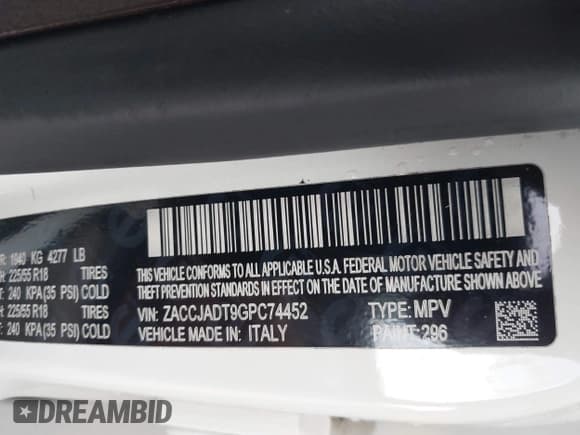 R: 1940 KG 4277 LB
R: 225/55 R18 TIRES
T: 240 KPA(35 PSI) COLD
R: 225/55 R18 TIRES
T: 240 KPA(35 PSI) COLD
THIS VEHICLE CONFORMS TO ALL APPLICABLE U.S.A. FEDERAL MOTOR VEHICLE SAFETY AND
THEFT PREVENTION STANDARDS IN EFFECT ON THE DATE OF MANUFACTURE SHOWN ABOVE.
VIN: ZACCJADT9GPC74452 TYPE: MPV
VEHICLE MADE IN: ITALY PAINT: 296
DREAMBID